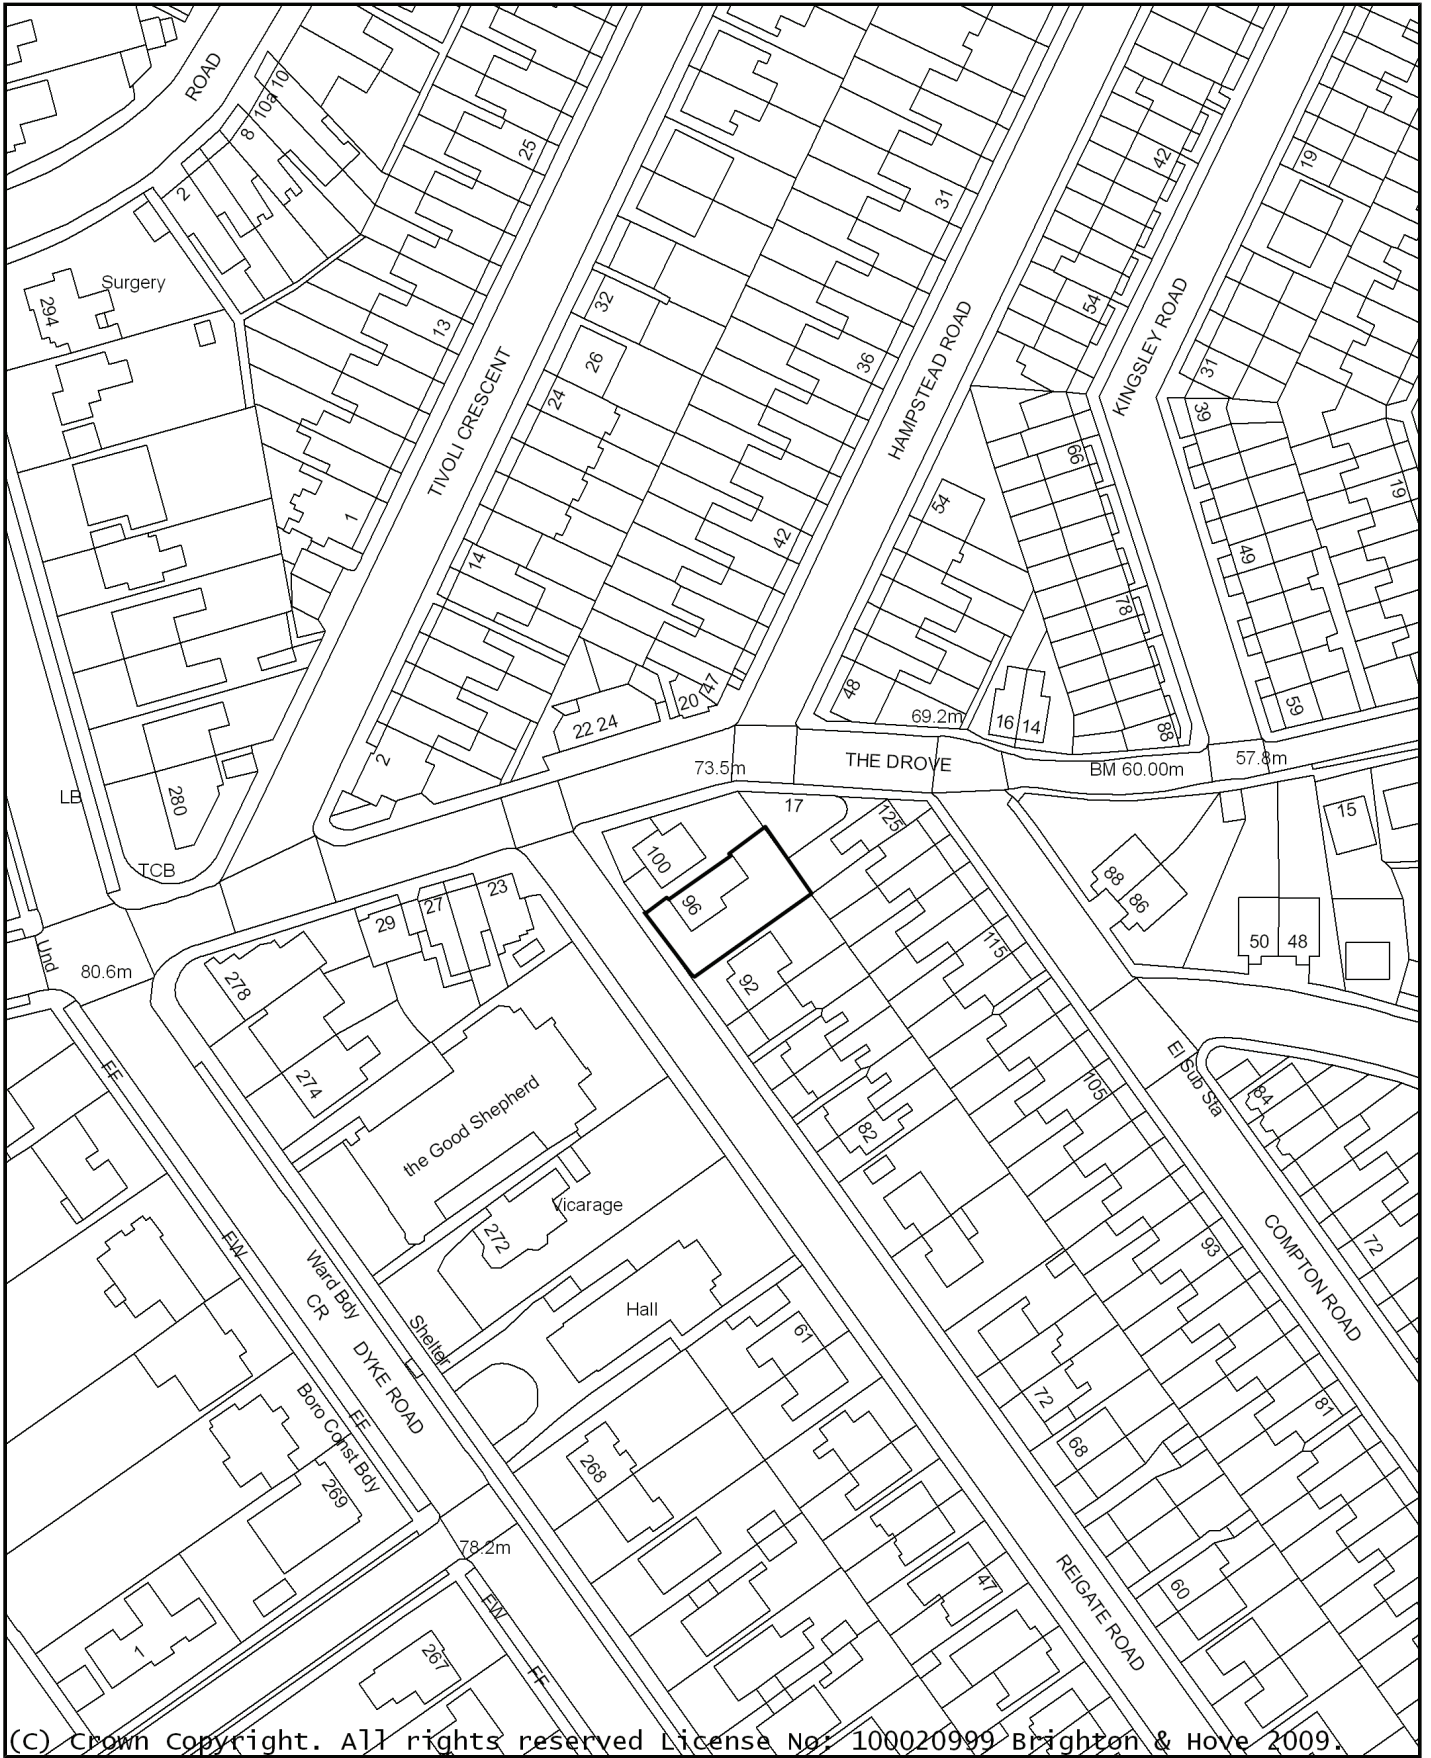 ROAD
10
10a
8
2
25
42
19
31
Surgery
294
32
13
54
KINGSLEY ROAD
HAMPSTEAD ROAD
36
26
31
TIVOLI CRESCENT
24
39
66
19
1
54
42
14
49
78
48
47
20
22 24
69.2m
16
14
88
59
2
73.5m
THE DROVE
BM 60.00m
57.8m
LB
280
17
125
15
TCB
100
88
86
29
27
23
96
50
48
Und
80.6m
278
92
115
FF
274
the Good Shepherd
82
105
El Sub Sta
84
Vicarage
272
FW
Ward Bdy
CR
93
72
COMPTON ROAD
Hall
Shelter
DYKE ROAD
61
FF
Boro Const Bdy
72
81
68
268
269
78.2m
47
60
REIGATE ROAD
FW
1
267
FF
(C) Crown Copyright. All rights reserved License No: 100020999 Brighton & Hove 2009.